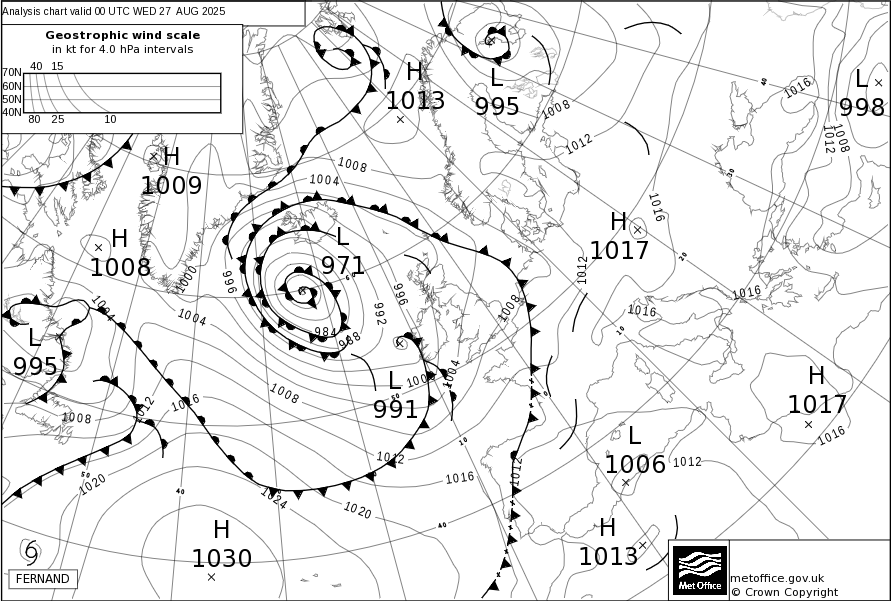 Analysis chart valid 00 UTC WED 27 AUG 2025
Geostrophic wind scale
in kt for 4.0 hPa intervals
40 15
70N
60N
50N
40N
80 25 10
H
1013
L
995
L
998
1016
1008
1012
1008
1012
40
30
H
1009
1008
1004
1016
H
1017
H
1008
L
971
60
20
1012
1000
996
996
992
1008
1016
1016
1004
1004
984
988
10
L
995
L
991
1004
1008
50
H
1017
1008
1012
1016
1016
10
L
1006
1012
1012
1012
1016
50
1020
40
1024
1020
40
H
1030
H
1013
FERNAND
Met Office
metoffice.gov.uk
© Crown Copyright